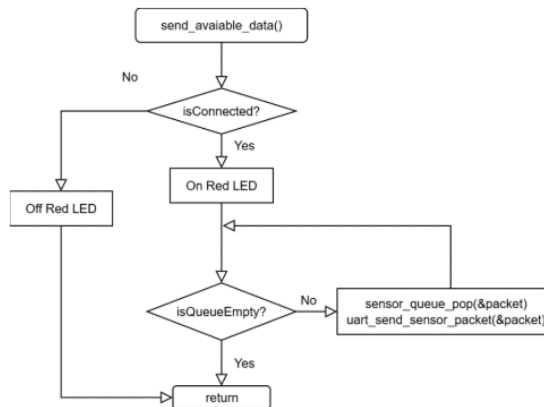 send_avaiable_data()
No
isConnected?
Yes
Off Red LED
On Red LED
isQueueEmpty?
No
sensor_queue_pop(&packet)
uart_send_sensor_packet(&packet)
Yes
return